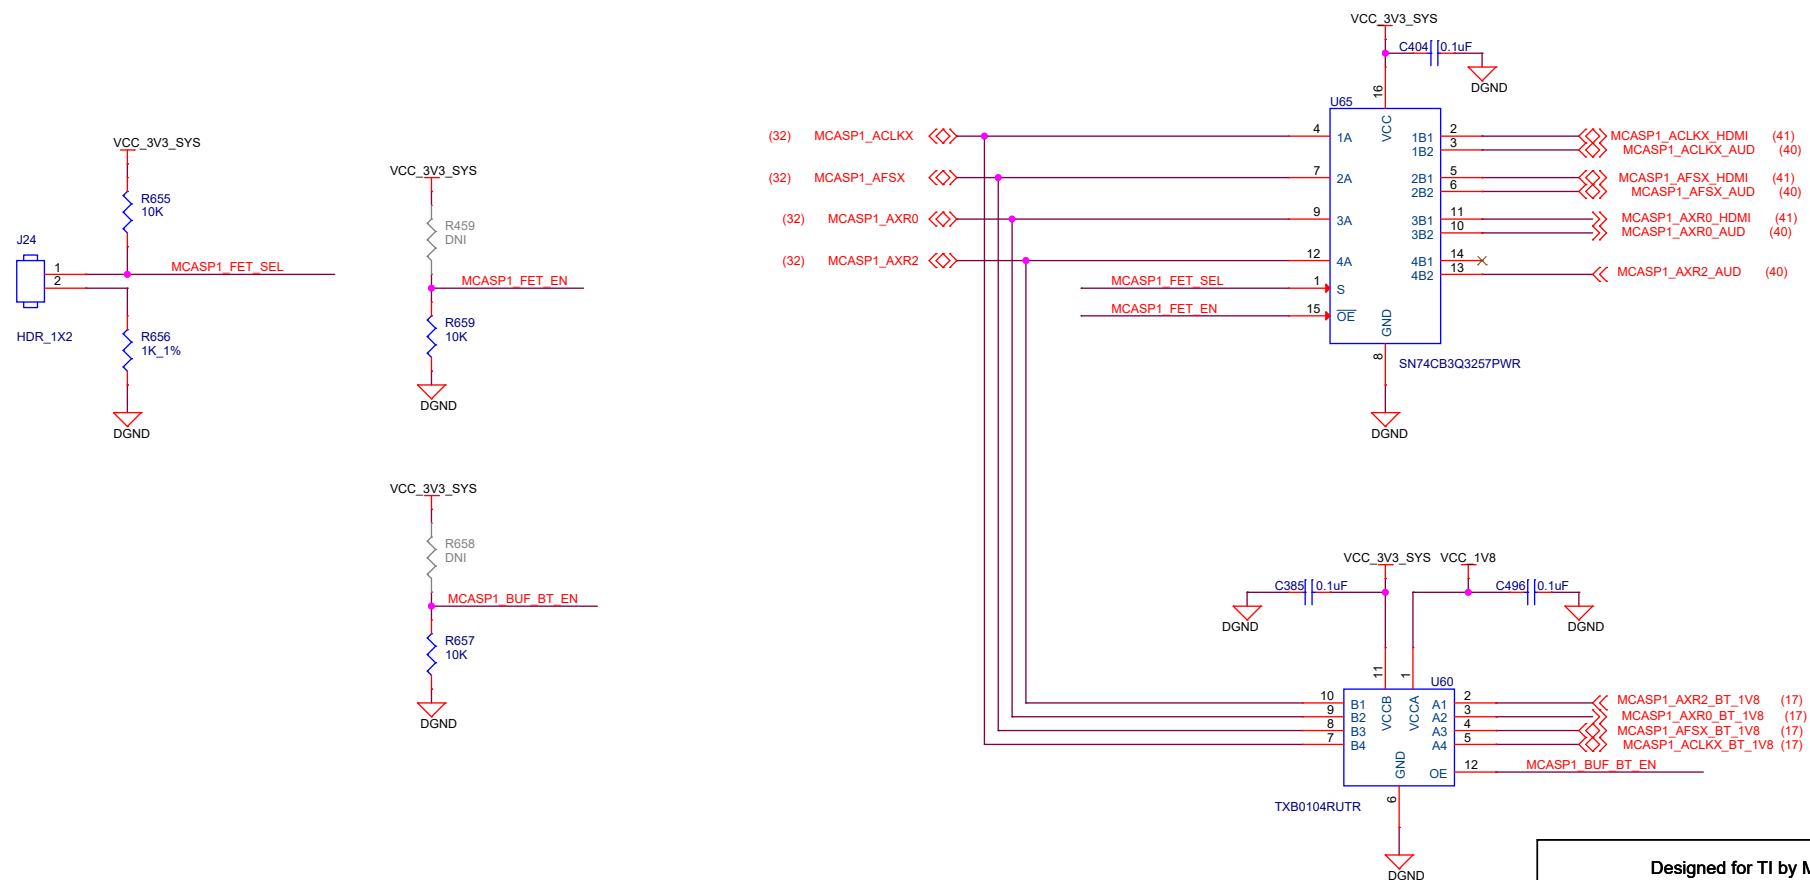 VCC_3V3_SYS
C404 0.1uF
DGND
16
U65
VCC
(32) MCASP1_ACLKX 4 1A 1B1 2 MCASP1_ACLKX_HDMI (41)
1B2 3 MCASP1_ACLKX_AUD (40)
(32) MCASP1_AFSX 7 2A 2B1 5 MCASP1_AFSX_HDMI (41)
2B2 6 MCASP1_AFSX_AUD (40)
(32) MCASP1_AXR0 9 3A 3B1 11 MCASP1_AXR0_HDMI (41)
3B2 10 MCASP1_AXR0_AUD (40)
(32) MCASP1_AXR2 12 4A 4B1 14
4B2 13 MCASP1_AXR2_AUD (40)
MCASP1_FET_SEL 1 S
MCASP1_FET_EN 15 OE
GND
8
SN74CB3Q3257PWR
DGND
VCC_3V3_SYS
R655
10K
J24
1 MCASP1_FET_SEL
2
HDR_1X2
R656
1K_1%
DGND
VCC_3V3_SYS
R459
DNI
MCASP1_FET_EN
R659
10K
DGND
VCC_3V3_SYS
R658
DNI
MCASP1_BUF_BT_EN
R657
10K
DGND
VCC_3V3_SYS VCC_1V8
C385 0.1uF C496 0.1uF
DGND DGND
11 1
U60
VCCB VCCA
10 B1 A1 2 MCASP1_AXR2_BT_1V8 (17)
9 B2 A2 3 MCASP1_AXR0_BT_1V8 (17)
8 B3 A3 4 MCASP1_AFSX_BT_1V8 (17)
7 B4 A4 5 MCASP1_ACLKX_BT_1V8 (17)
GND OE 12 MCASP1_BUF_BT_EN
6
TXB0104RUTR
DGND
Designed for TI by M